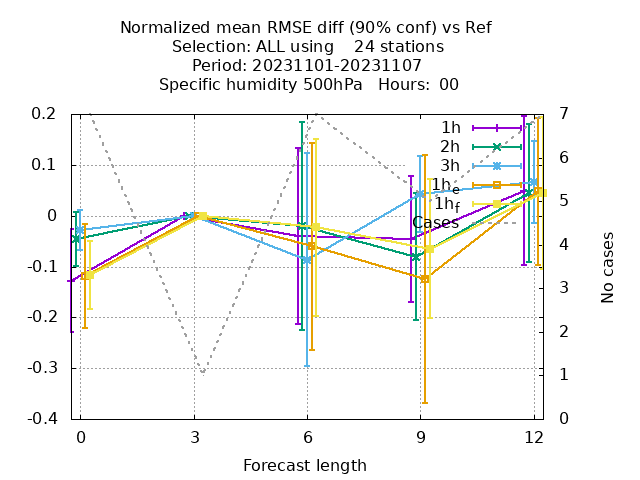 Normalized mean RMSE diff (90% conf) vs Ref
Selection: ALL using    24 stations
Period: 20231101-20231107
Specific humidity 500hPa   Hours:  00
0.2
0.1
0
-0.1
-0.2
-0.3
-0.4
7
6
5
4
3
2
1
0
1h
2h
3h
1h_e
1h_f
Cases
No cases
0
3
6
9
12
Forecast length